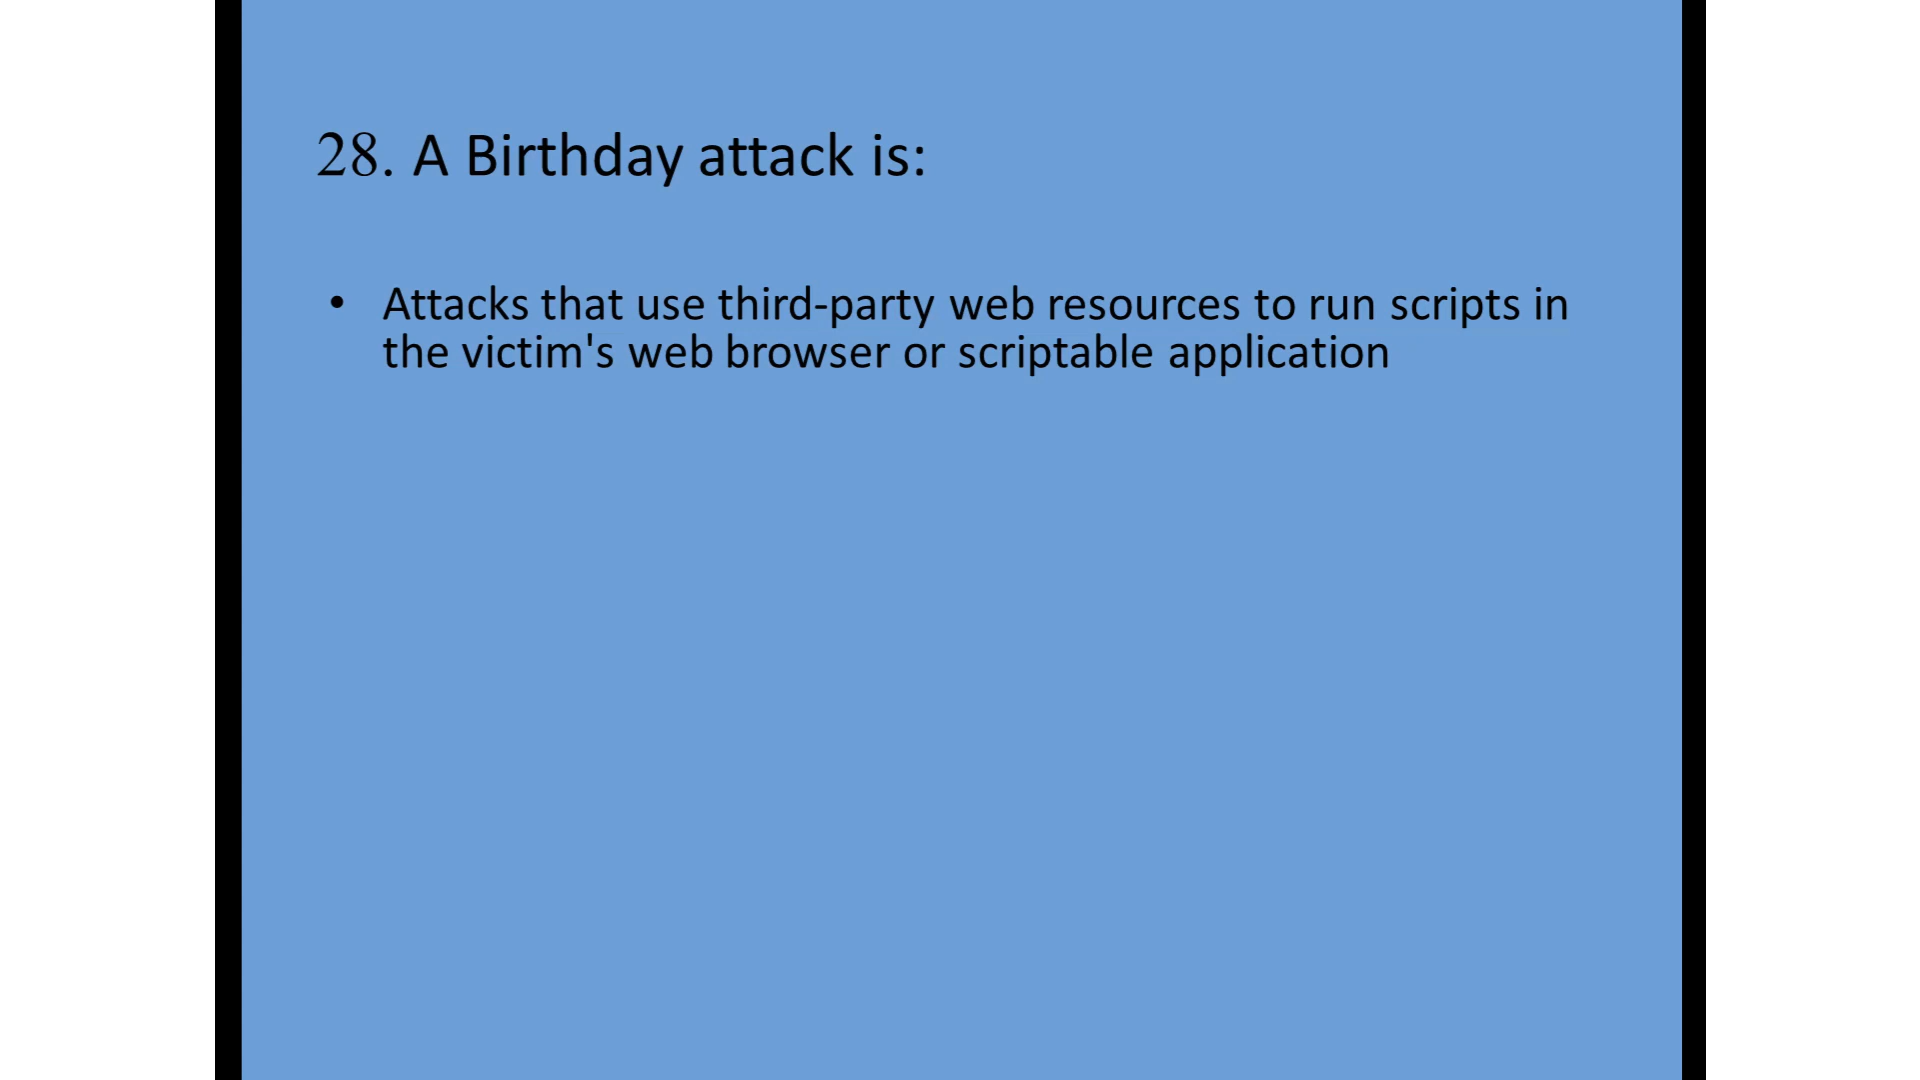 28. A Birthday attack is:
• Attacks that use third-party web resources to run scripts in
the victim's web browser or scriptable application